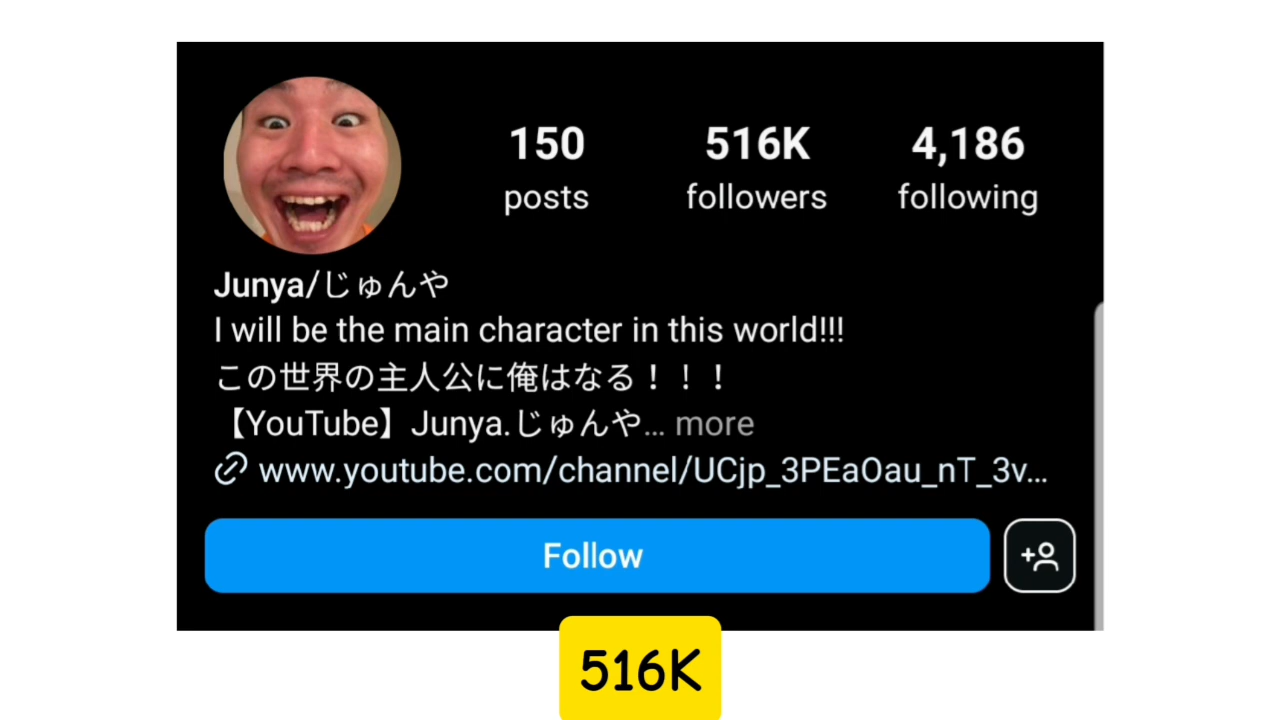 150 516K 4,186
posts followers following
Junya/じゅんや
I will be the main character in this world!!!
この世界の主人公に俺はなる！！！
【YouTube】Junya.じゅんや... more
www.youtube.com/channel/UCjp_3PEaOau_nT_3v...
Follow
516K